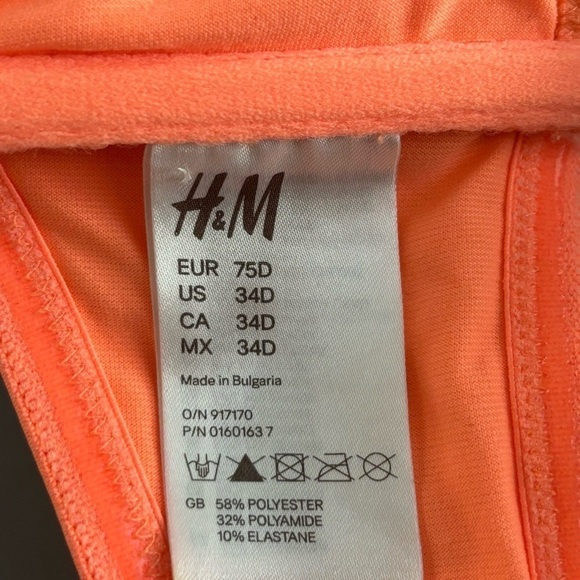 H&M
EUR 75D
US 34D
CA 34D
MX 34D
Made in Bulgaria
O/N 917170
P/N 0160163 7
GB 58% POLYESTER
32% POLYAMIDE
10% ELASTANE